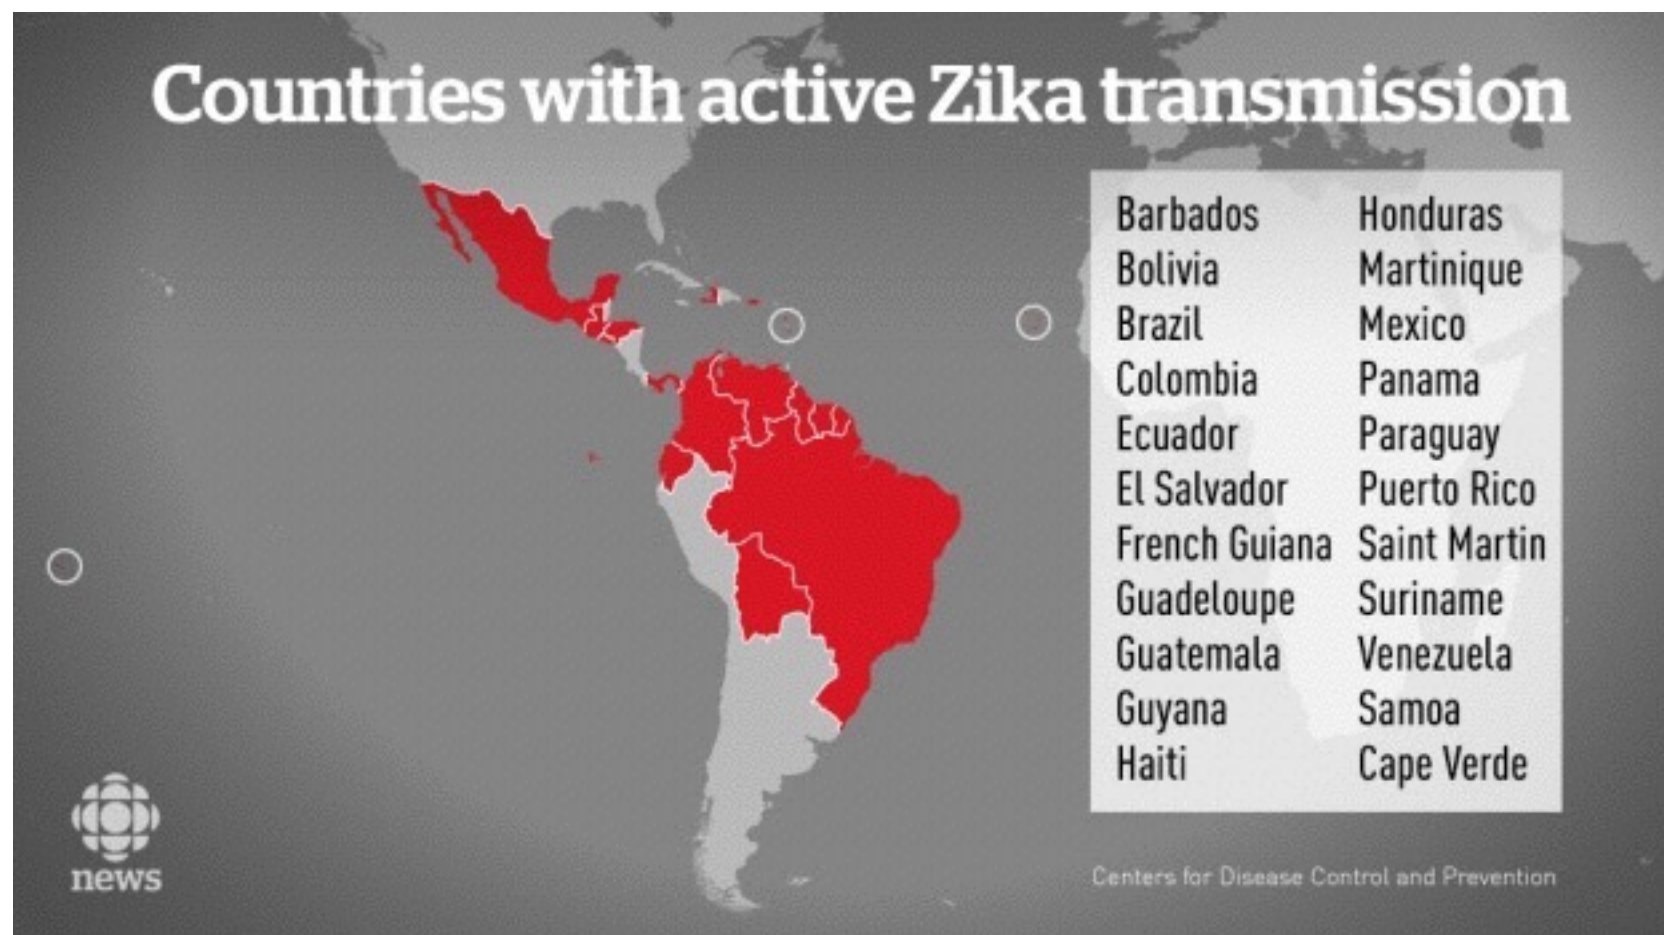 Countries with active Zika transmission
Barbados
Bolivia
Brazil
Colombia
Ecuador
El Salvador
French Guiana
Guadeloupe
Guatemala
Guyana
Haiti
Honduras
Martinique
Mexico
Panama
Paraguay
Puerto Rico
Saint Martin
Suriname
Venezuela
Samoa
Cape Verde
news
Centers for Disease Control and Prevention